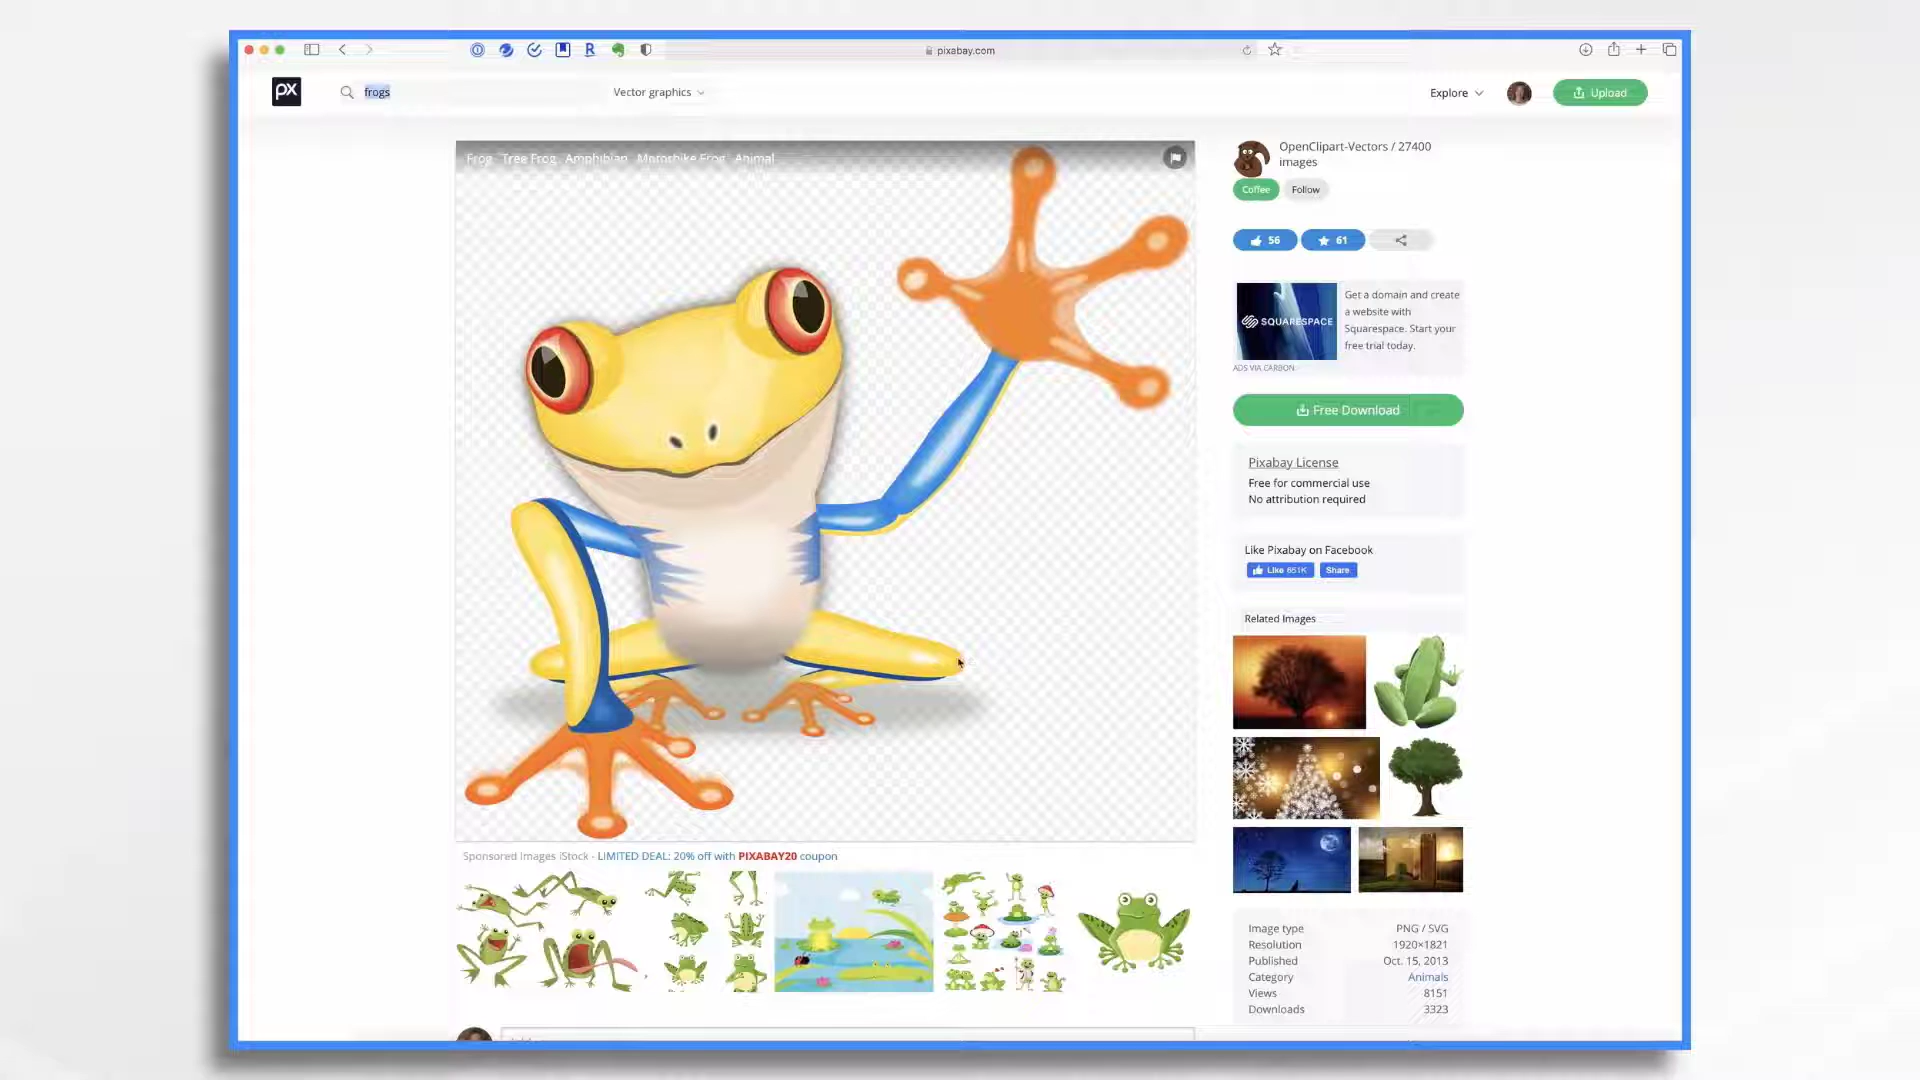 pixabay.com
px
frogs
Vector graphics
Explore
Upload
Frog Tree Frog Amphibian Motorbike Frog Animal
OpenClipart-Vectors / 27400
images
Coffee
Follow
56
61
SQUARESPACE
Get a domain and create
a website with
Squarespace. Start your
free trial today.
ADS VIA CARBON
Free Download
Pixabay License
Free for commercial use
No attribution required
Like Pixabay on Facebook
Like 651K
Share
Related Images
Sponsored Images iStock - LIMITED DEAL: 20% off with PIXABAY20 coupon
Image type PNG / SVG
Resolution 1920×1821
Published Oct. 15, 2013
Category Animals
Views 8151
Downloads 3323